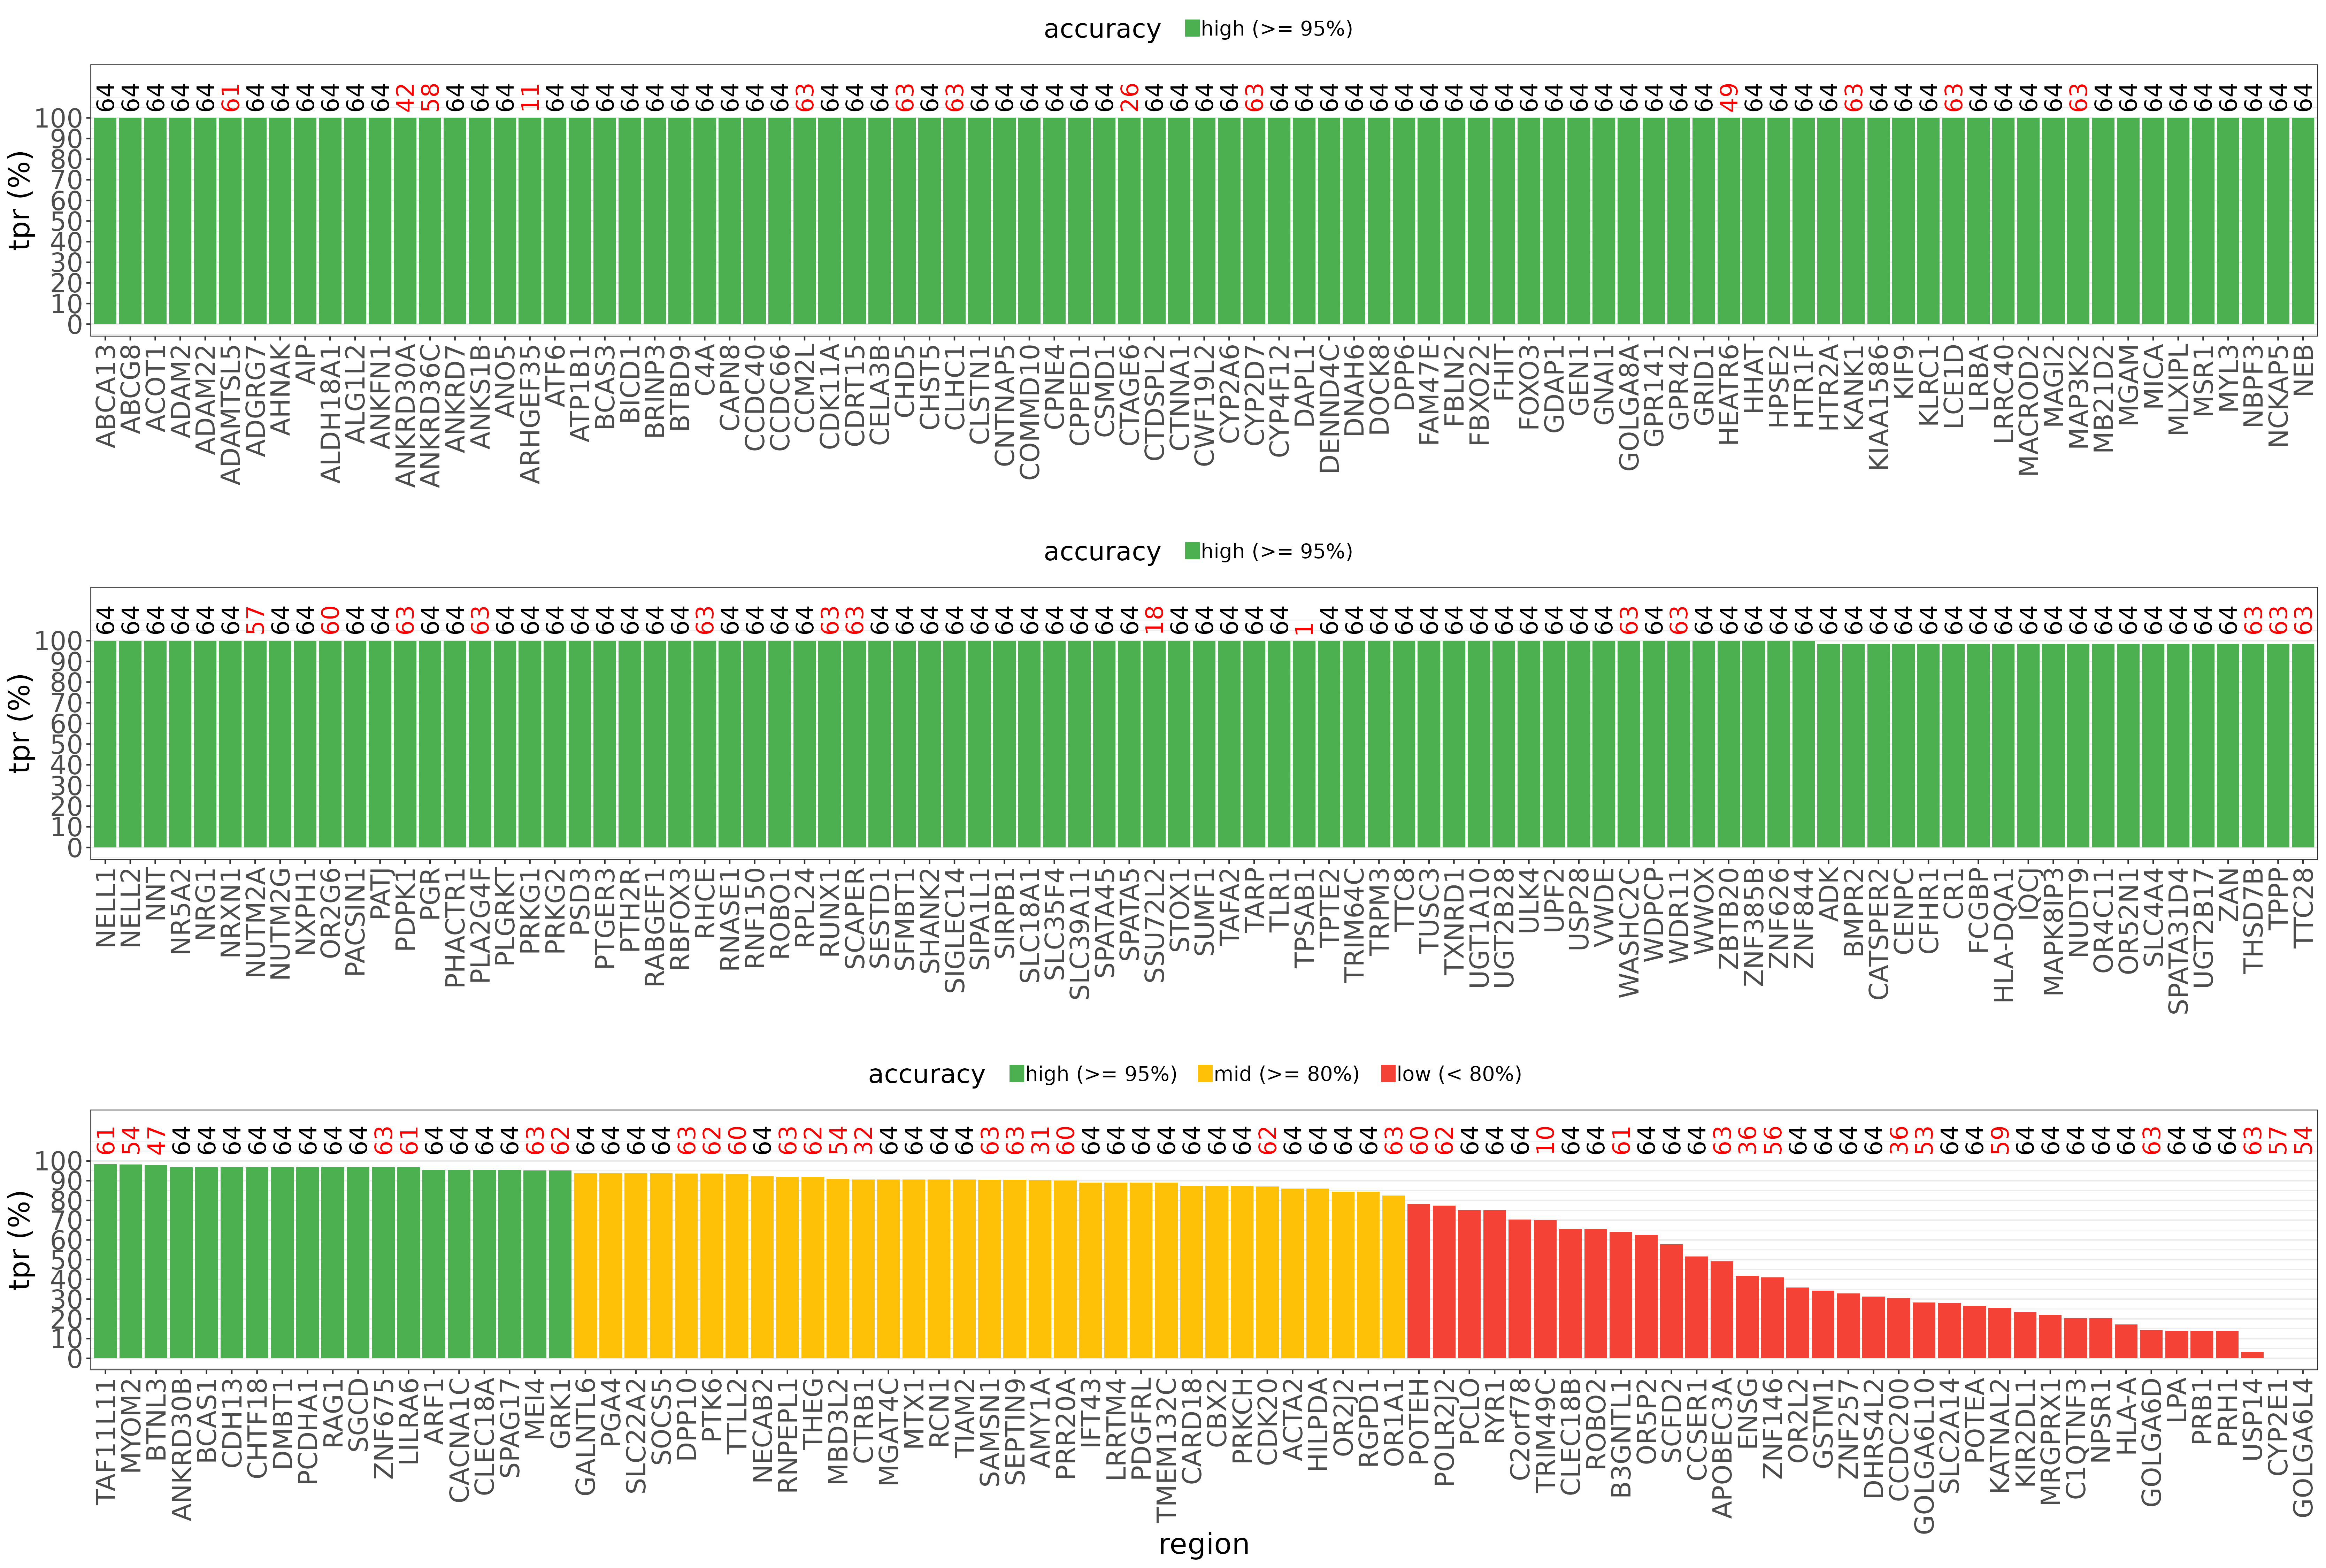 accuracy high (>= 95%)
64 64 64 64 64 61 64 64 64 64 64 64 42 58 64 64 64 11 64 64 64 64 64 64 64 64 64 64 63 64 64 64 63 64 63 64 64 64 64 64 64 26 64 64 64 64 63 64 64 64 64 64 64 64 64 64 64 64 64 64 64 64 64 64 64 49 64 64 64 64 63 64 64 64 63 64 64 64 64 63 64 64 64 64 64 64 64 64 64
tpr (%)
100
90
80
70
60
50
40
30
20
10
0
ABCA13 ABCG8 ACOT1 ADAM2 ADAM22 ADAMTSL5 ADGRG7 AHNAK AIP ALDH18A1 ALG1L2 ANKFN1 ANKRD30A ANKRD36C ANKRD7 ANKS1B ANO5 ARHGEF35 ATF6 ATP1B1 BCAS3 BICD1 BRINP3 BTBD9 C4A CAPN8 CCDC40 CCDC66 CCM2L CDK11A CDRT15 CELA3B CHD5 CHST5 CLHC1 CLSTN1 CNTNAP5 COMMD10 CPNE4 CPPED1 CSMD1 CTAGE6 CTDSPL2 CTNNA1 CWF19L2 CYP2A6 CYP2D7 CYP4F12 DAPL1 DENND4C DNAH6 DOCK8 DPP6 FAM47E FBLN2 FBXO22 FHIT FOXO3 GDAP1 GEN1 GNAI1 GOLGA8A GPR141 GPR42 GRID1 HEATR6 HHAT HPSE2 HTR1F HTR2A KANK1 KIAA1586 KIF9 KLRC1 LCE1D LRBA LRRC40 MACROD2 MAGI2 MAP3K2 MB21D2 MGAM MICA MLXIPL MSR1 MYL3 NBPF3 NCKAP5 NEB
accuracy high (>= 95%)
64 64 64 64 64 64 57 64 64 60 64 64 63 64 64 63 64 64 64 64 64 64 64 64 63 64 64 64 64 63 63 64 64 64 64 64 64 64 64 64 64 64 18 64 64 64 64 64 1 64 64 64 64 64 64 64 64 64 64 64 64 63 64 63 64 64 64 64 64 64 64 64 64 64 64 64 64 64 64 64 64 64 64 64 64 64 63 63 63
tpr (%)
100
90
80
70
60
50
40
30
20
10
0
NELL1 NELL2 NNT NR5A2 NRG1 NRXN1 NUTM2A NUTM2G NXPH1 OR2G6 PACSIN1 PATJ PDPK1 PGR PHACTR1 PLA2G4F PLGRKT PRKG1 PRKG2 PSD3 PTGER3 PTH2R RABGEF1 RBFOX3 RHCE RNASE1 RNF150 ROBO1 RPL24 RUNX1 SCAPER SESTD1 SFMBT1 SHANK2 SIGLEC14 SIPA1L1 SIRPB1 SLC18A1 SLC35F4 SLC39A11 SPATA45 SPATA5 SSU72L2 STOX1 SUMF1 TAFA2 TARP TLR1 TPSAB1 TPTE2 TRIM64C TRPM3 TTC8 TUSC3 TXNRD1 UGT1A10 UGT2B28 ULK4 UPF2 USP28 VWDE WASHC2C WDPCP WDR11 WWOX ZBTB20 ZNF385B ZNF626 ZNF844 ADK BMPR2 CATSPER2 CENPC CFHR1 CR1 FCGBP HLA-DQA1 IQCJ MAPK8IP3 NUDT9 OR4C11 OR52N1 SLC4A4 SPATA31D4 UGT2B17 ZAN THSD7B TPPP TTC28
accuracy high (>= 95%) mid (>= 80%) low (< 80%)
61 54 47 64 64 64 64 64 64 64 64 63 61 64 64 64 64 63 62 64 64 64 64 63 62 60 64 63 62 54 32 64 64 64 64 63 63 31 60 64 64 64 64 64 64 64 62 64 64 64 64 63 60 62 64 64 64 10 64 64 61 64 64 64 63 36 56 64 64 64 64 36 53 64 64 59 64 64 64 64 64 63 64 64 64 63 57 54
tpr (%)
100
90
80
70
60
50
40
30
20
10
0
TAF11L11 MYOM2 BTNL3 ANKRD30B BCAS1 CDH13 CHTF18 DMBT1 PCDHA1 RAG1 SGCD ZNF675 LILRA6 ARF1 CACNA1C CLEC18A SPAG17 MEI4 GRK1 GALNTL6 PGA4 SLC22A2 SOCS5 DPP10 PTK6 TTLL2 NECAB2 RNPEPL1 THEG MBD3L2 CTRB1 MGAT4C MTX1 RCN1 TIAM2 SAMSN1 SEPTIN9 AMY1A PRR20A IFT43 LRRTM4 PDGFRL TMEM132C CARD18 CBX2 PRKCH CDK20 ACTA2 HILPDA OR2J2 RGPD1 OR1A1 POTEH POLR2J2 PCLO RYR1 C2orf78 TRIM49C CLEC18B ROBO2 B3GNTL1 OR5P2 SCFD2 CCSER1 APOBEC3A ENSG ZNF146 OR2L2 GSTM1 ZNF257 DHRS4L2 CCDC200 GOLGA6L10 SLC2A14 POTEA KATNAL2 KIR2DL1 MRGPRX1 C1QTNF3 NPSR1 HLA-A GOLGA6D LPA PRB1 PRH1 USP14 CYP2E1 GOLGA6L4
region